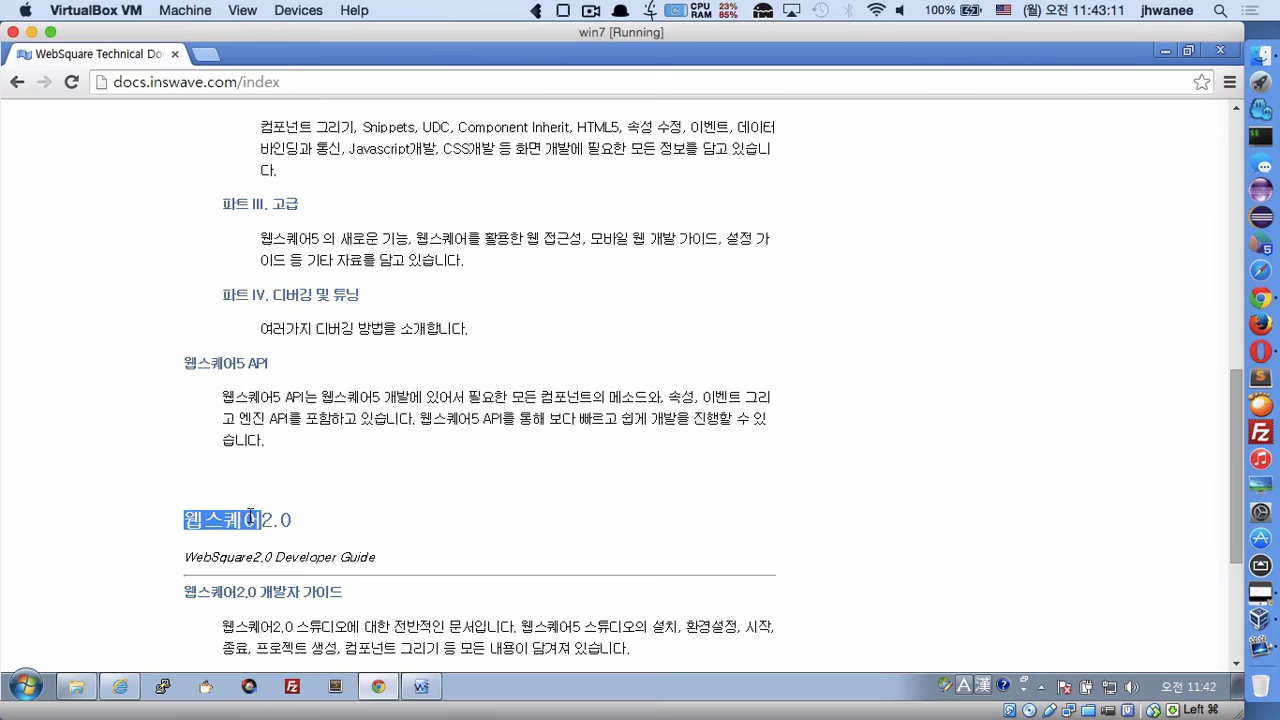 VirtualBox VM Machine View Devices Help
CPU 23%
RAM 85%
100% (월) 오전 11:43:11 jhwanee
win7 [Running]
WebSquare Technical Do
docs.inswave.com/index
컴포넌트 그리기, Snippets, UDC, Component Inherit, HTML5, 속성 수정, 이벤트, 데이터
바인딩과 통신, Javascript개발, CSS개발 등 화면 개발에 필요한 모든 정보를 담고 있습니
다.
파트 III. 고급
웹스퀘어5 의 새로운 기능, 웹스퀘어를 활용한 웹 접근성, 모바일 웹 개발 가이드, 설정 가
이드 등 기타 자료를 담고 있습니다.
파트 IV. 디버깅 및 튜닝
여러가지 디버깅 방법을 소개합니다.
웹스퀘어5 API
웹스퀘어5 API는 웹스퀘어5 개발에 있어서 필요한 모든 컴포넌트의 메소드와, 속성, 이벤트 그리
고 엔진 API를 포함하고 있습니다. 웹스퀘어5 API를 통해 보다 빠르고 쉽게 개발을 진행할 수 있
습니다.
웹스퀘어2.0
WebSquare2.0 Developer Guide
웹스퀘어2.0 개발자 가이드
웹스퀘어2.0 스튜디오에 대한 전반적인 문서입니다. 웹스퀘어5 스튜디오의 설치, 환경설정, 시작,
종료, 프로젝트 생성, 컴포넌트 그리기 등 모든 내용이 담겨져 있습니다.
A 漢 오전 11:42
Left ⌘